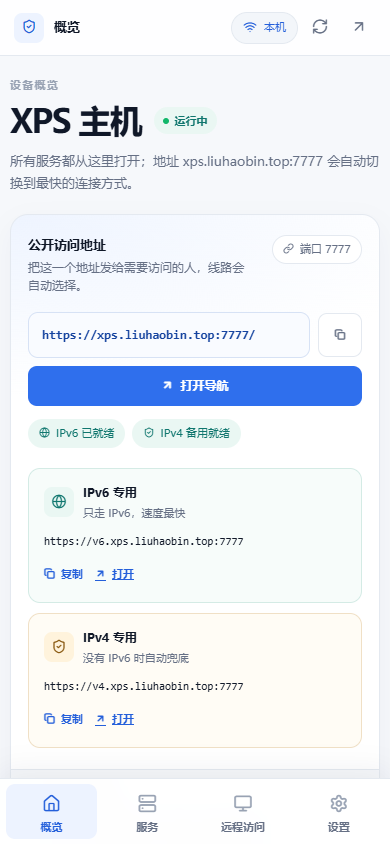 概览
本机
设备概览
XPS 主机
运行中
所有服务都从这里打开；地址 xps.liuhaobin.top:7777 会自动切
换到最快的连接方式。
公开访问地址
端口 7777
把这一个地址发给需要访问的人，线路会
自动选择。
https://xps.liuhaobin.top:7777/
打开导航
IPv6 已就绪
IPv4 备用就绪
IPv6 专用
只走 IPv6，速度最快
https://v6.xps.liuhaobin.top:7777
复制
打开
IPv4 专用
没有 IPv6 时自动兜底
https://v4.xps.liuhaobin.top:7777
复制
打开
概览
服务
远程访问
设置